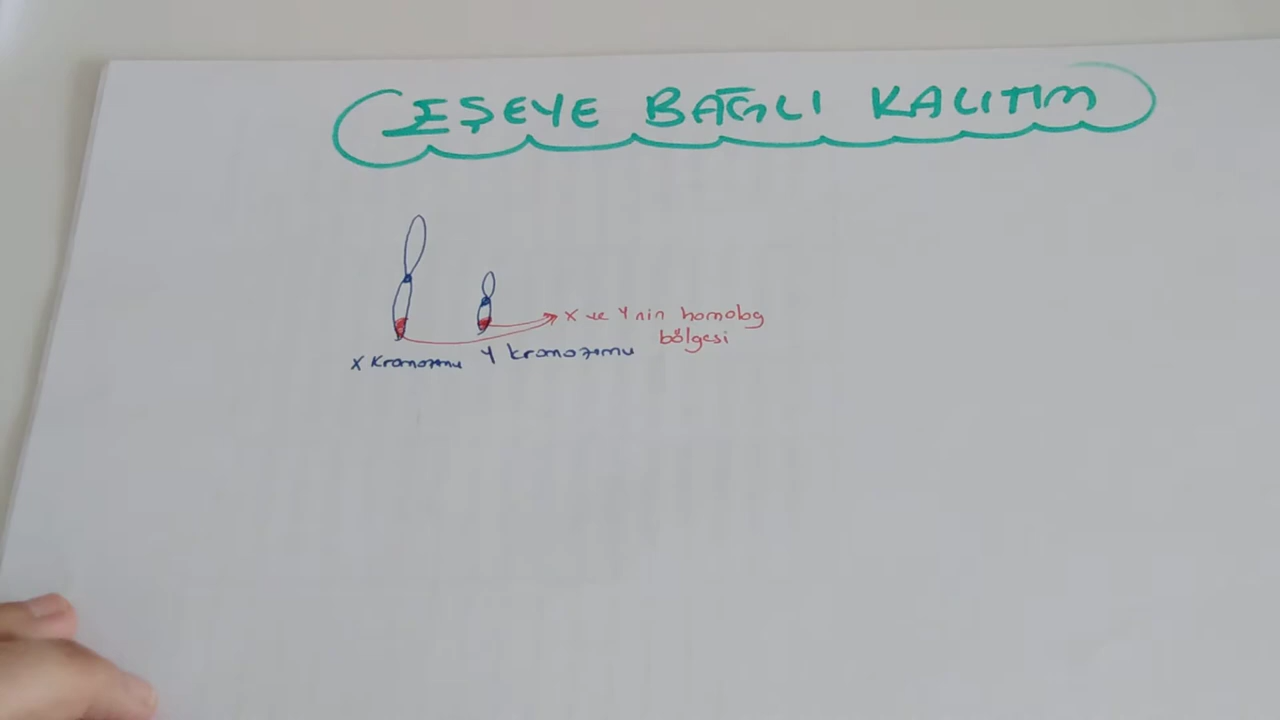 EŞEYE BAĞLI KALITIM
X ve Y nin homolog
bölgesi
X Kromozomu Y kromozomu